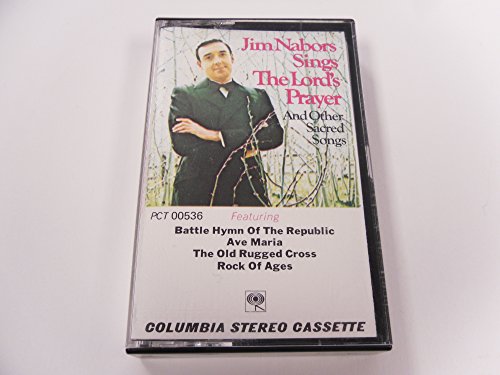 Jim Nabors
Sings
The Lord's
Prayer
And Other
Sacred
Songs
PCT 00536
Featuring
Battle Hymn Of The Republic
Ave Maria
The Old Rugged Cross
Rock Of Ages
COLUMBIA STEREO CASSETTE